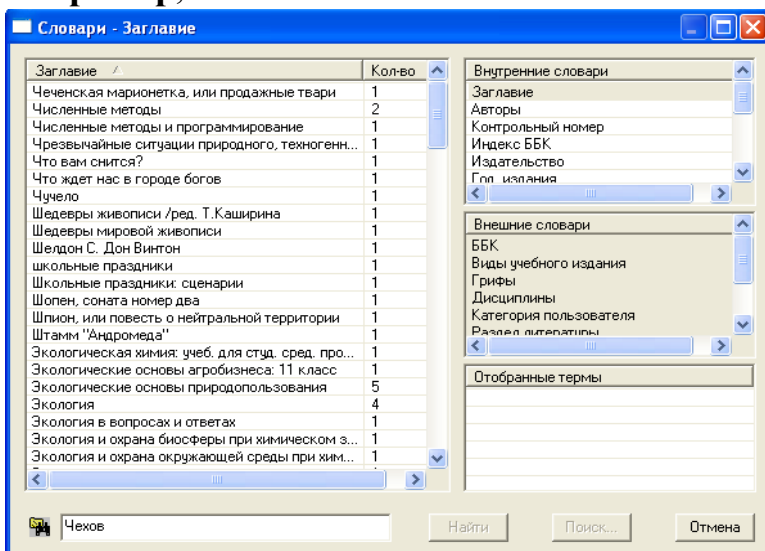 Словари - Заглавие
Заглавие Кол-во
Чеченская марионетка, или продажные твари 1
Численные методы 2
Численные методы и программирование 1
Чрезвычайные ситуации природного, техногенн... 1
Что вам снится? 1
Что ждет нас в городе богов 1
Чучело 1
Шедевры живописи /ред. Т.Каширина 1
Шедевры мировой живописи 1
Шелдон С. Дон Винтон 1
школьные праздники 1
Школьные праздники: сценарии 1
Шопен, соната номер два 1
Шпион, или повесть о нейтральной территории 1
Штамм "Андромеда" 1
Экологическая химия: учеб. для студ. сред. про... 1
Экологические основы агробизнеса: 11 класс 1
Экологические основы природопользования 5
Экология 4
Экология в вопросах и ответах 1
Экология и охрана биосферы при химическом з... 1
Экология и охрана окружающей среды при хим... 1
Внутренние словари
Заглавие
Авторы
Контрольный номер
Индекс ББК
Издательство
Год издания
Внешние словари
ББК
Виды учебного издания
Грифы
Дисциплины
Категория пользователя
Раздел литературы
Отобранные термы
Чехов
Найти
Поиск...
Отмена